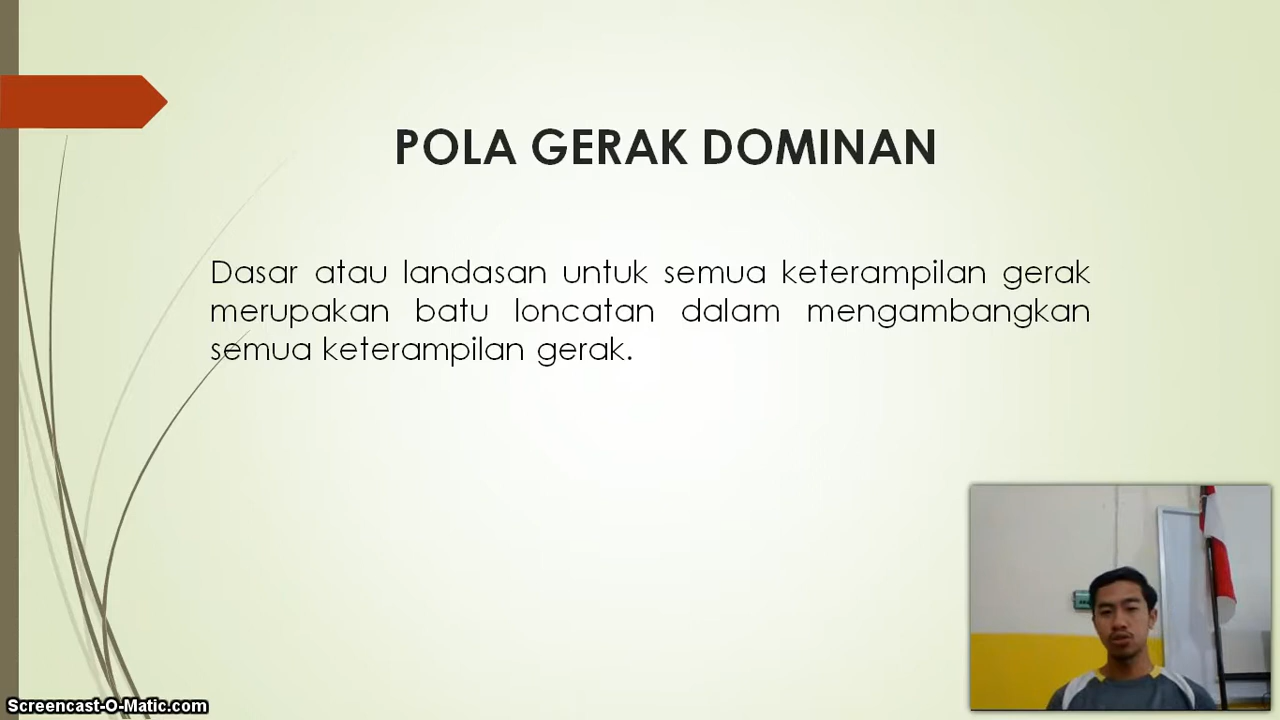 POLA GERAK DOMINAN
Dasar atau landasan untuk semua keterampilan gerak
merupakan batu loncatan dalam mengambangkan
semua keterampilan gerak.
Screencast-O-Matic.com